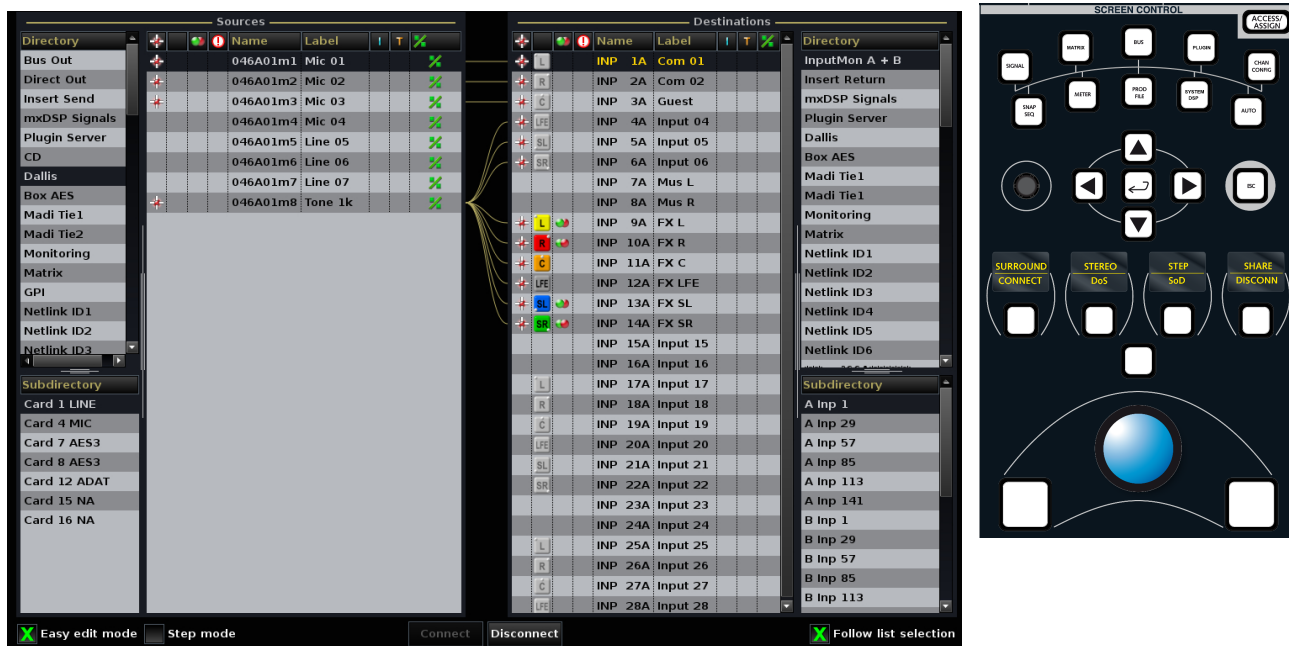 Sources
Destinations
Directory
Bus Out
Direct Out
Insert Send
mxDSP Signals
Plugin Server
CD
Dallis
Box AES
Madi Tie1
Madi Tie2
Monitoring
Matrix
GPI
Netlink ID1
Netlink ID2
Netlink ID3
Subdirectory
Card 1 LINE
Card 4 MIC
Card 7 AES3
Card 8 AES3
Card 12 ADAT
Card 15 NA
Card 16 NA
Name Label I T
046A01m1 Mic 01
046A01m2 Mic 02
046A01m3 Mic 03
046A01m4 Mic 04
046A01m5 Line 05
046A01m6 Line 06
046A01m7 Line 07
046A01m8 Tone 1k
Name Label I T
L INP 1A Com 01
R INP 2A Com 02
C INP 3A Guest
LFE INP 4A Input 04
SL INP 5A Input 05
SR INP 6A Input 06
INP 7A Mus L
INP 8A Mus R
L INP 9A FX L
R INP 10A FX R
C INP 11A FX C
LFE INP 12A FX LFE
SL INP 13A FX SL
SR INP 14A FX SR
INP 15A Input 15
INP 16A Input 16
L INP 17A Input 17
R INP 18A Input 18
C INP 19A Input 19
LFE INP 20A Input 20
SL INP 21A Input 21
SR INP 22A Input 22
INP 23A Input 23
INP 24A Input 24
L INP 25A Input 25
R INP 26A Input 26
C INP 27A Input 27
LFE INP 28A Input 28
Directory
InputMon A + B
Insert Return
mxDSP Signals
Plugin Server
Dallis
Box AES
Madi Tie1
Madi Tie1
Monitoring
Matrix
Netlink ID1
Netlink ID2
Netlink ID3
Netlink ID4
Netlink ID5
Netlink ID6
Subdirectory
A Inp 1
A Inp 29
A Inp 57
A Inp 85
A Inp 113
A Inp 141
B Inp 1
B Inp 29
B Inp 57
B Inp 85
B Inp 113
X Easy edit mode
Step mode
Connect
Disconnect
X Follow list selection
SCREEN CONTROL
ACCESS/
ASSIGN
SIGNAL
MATRIX
BUS
PLUGIN
CHAN
CONFIG
SNAP
SEQ
METER
PROD
FILE
SYSTEM
DSP
AUTO
ESC
SURROUND
CONNECT
STEREO
DoS
STEP
SoD
SHARE
DISCONN